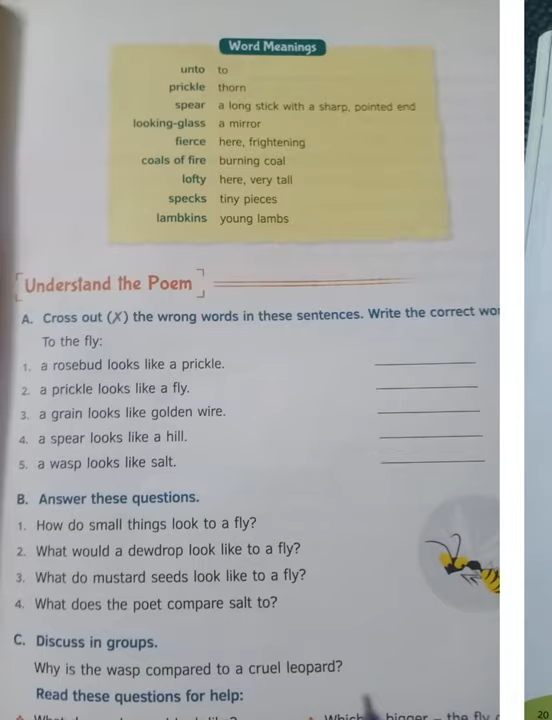 Word Meanings
unto to
prickle thorn
spear a long stick with a sharp, pointed end
looking-glass a mirror
fierce here, frightening
coals of fire burning coal
lofty here, very tall
specks tiny pieces
lambkins young lambs
Understand the Poem
A. Cross out (X) the wrong words in these sentences. Write the correct
To the fly:
1. a rosebud looks like a prickle.
2. a prickle looks like a fly.
3. a grain looks like golden wire.
4. a spear looks like a hill.
5. a wasp looks like salt.
B. Answer these questions.
1. How do small things look to a fly?
2. What would a dewdrop look like to a fly?
3. What do mustard seeds look like to a fly?
4. What does the poet compare salt to?
C. Discuss in groups.
Why is the wasp compared to a cruel leopard?
Read these questions for help:
bigger – the fly
20